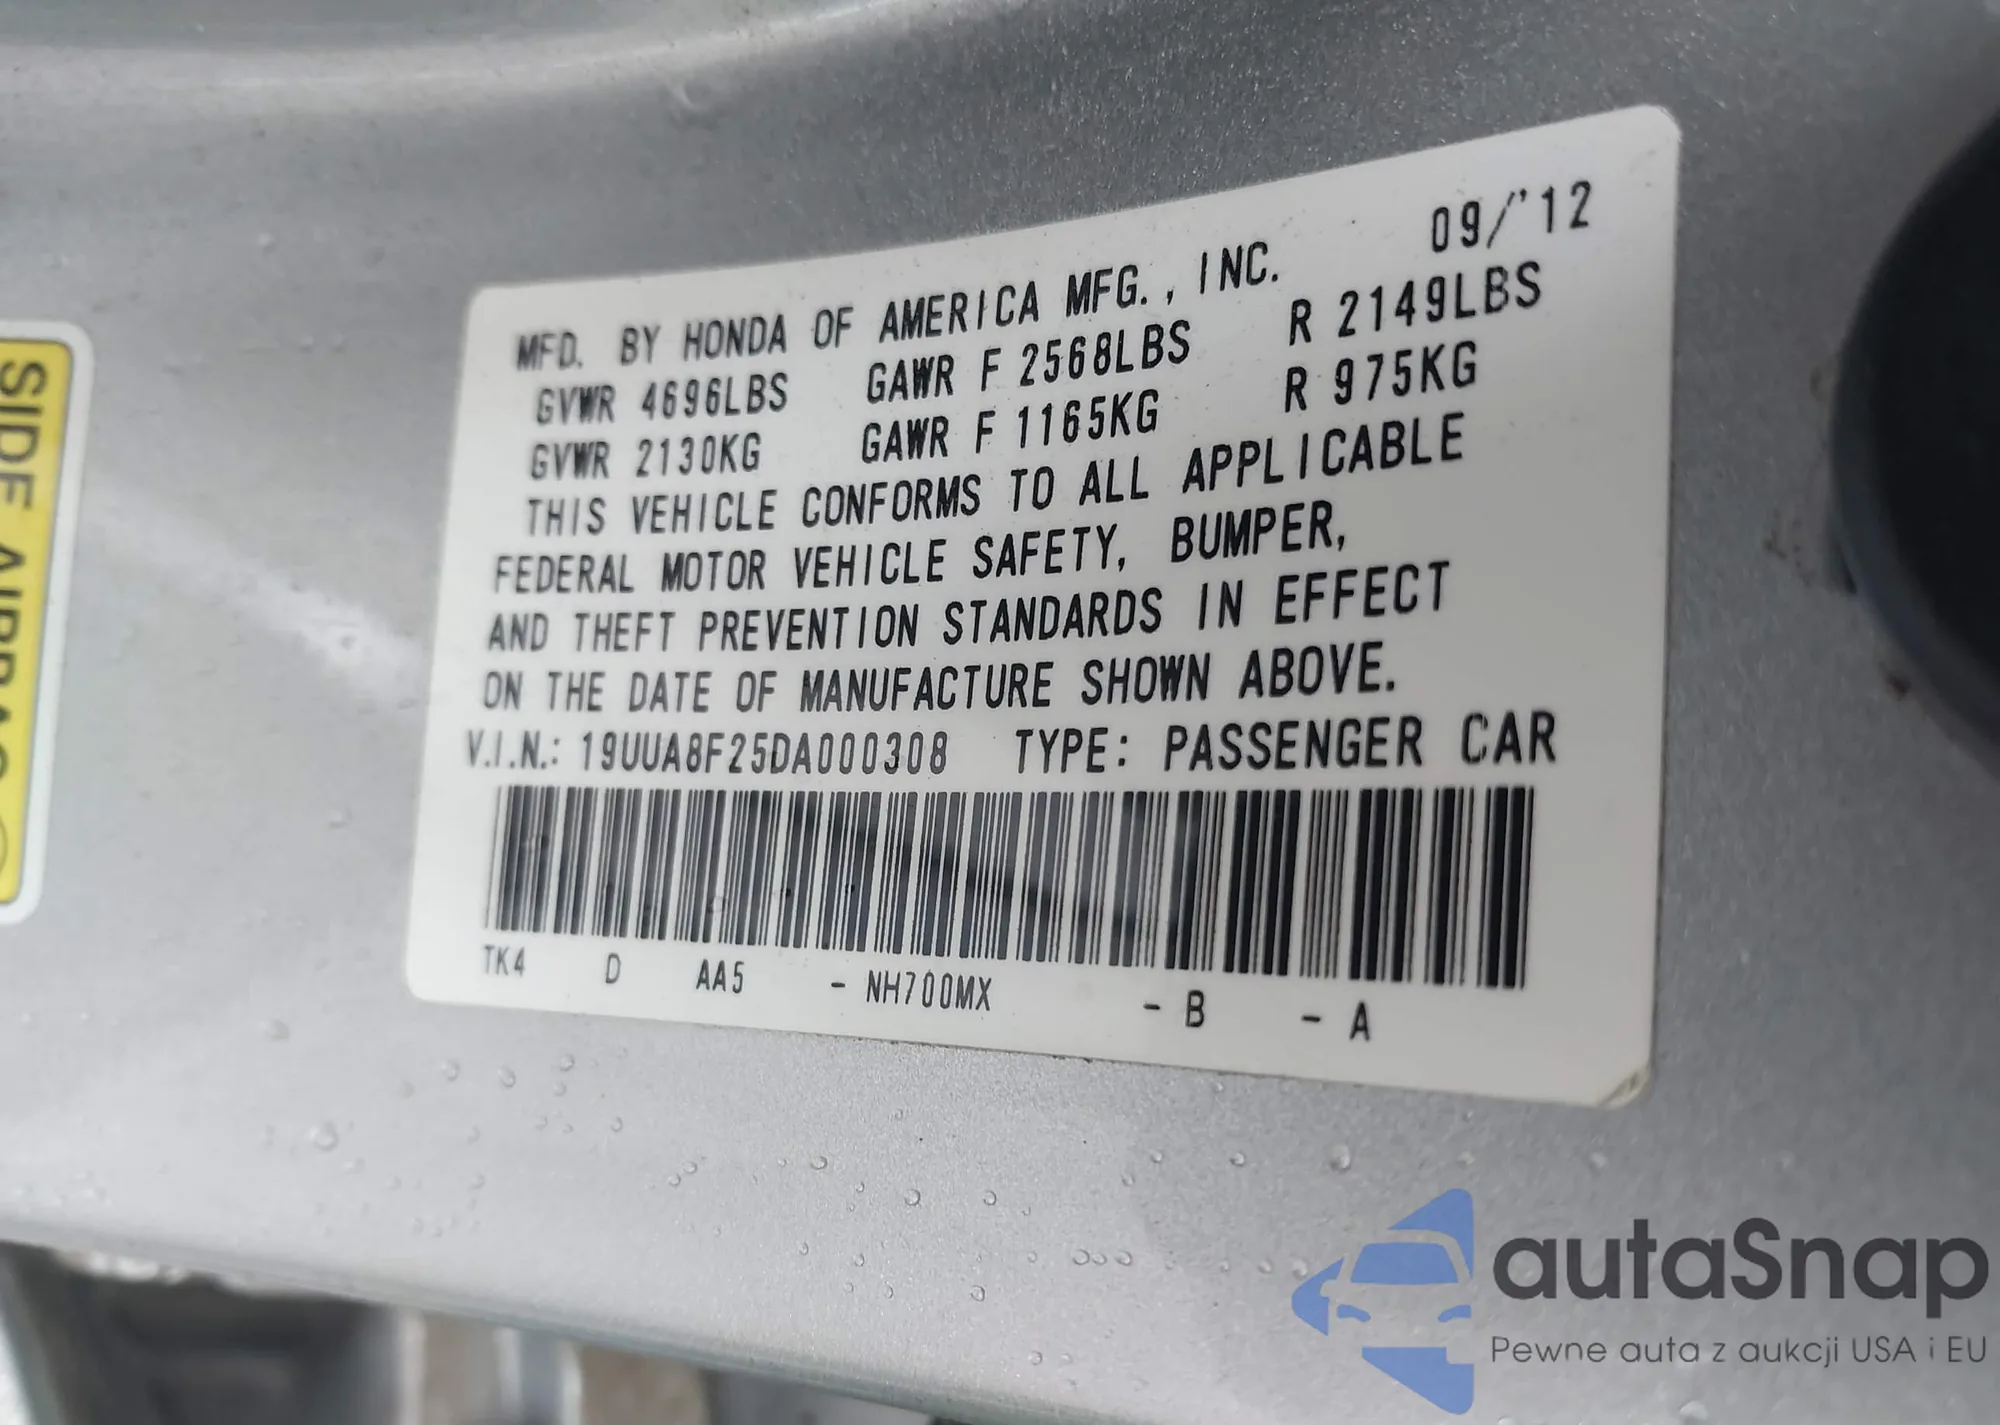 09/'12
MFD. BY HONDA OF AMERICA MFG., INC.
GVWR 4696LBS GAWR F 2568LBS R 2149LBS
GVWR 2130KG GAWR F 1165KG R 975KG
THIS VEHICLE CONFORMS TO ALL APPLICABLE
FEDERAL MOTOR VEHICLE SAFETY, BUMPER,
AND THEFT PREVENTION STANDARDS IN EFFECT
ON THE DATE OF MANUFACTURE SHOWN ABOVE.
V.I.N.: 19UUA8F25DA000308 TYPE: PASSENGER CAR
TK4 D AA5 - NH700MX - B - A
SIDE AIRBAG
autaSnap
Pewne auta z aukcji USA i EU